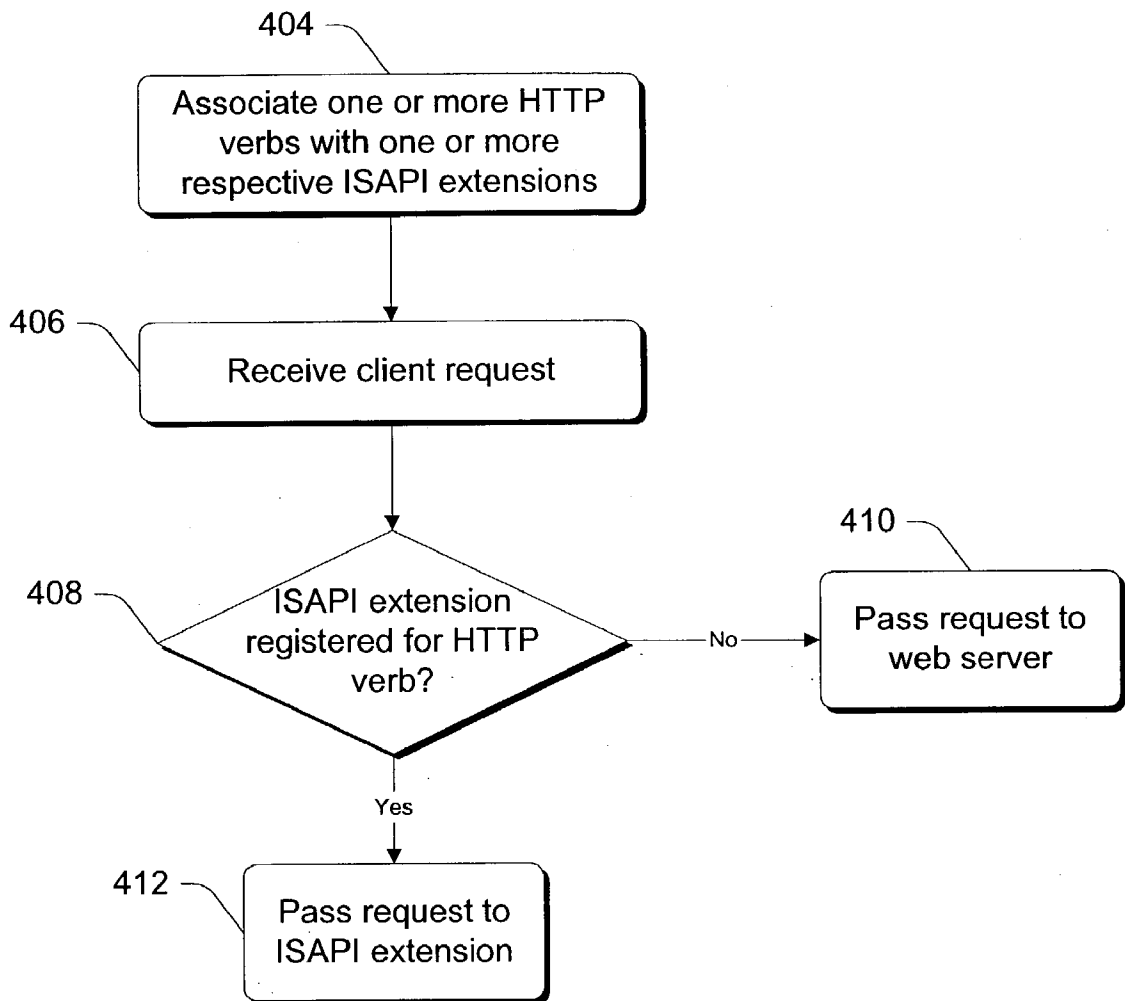 404
Associate one or more HTTP
verbs with one or more
respective ISAPI extensions
406
Receive client request
408
ISAPI extension
registered for HTTP
verb?
No
410
Pass request to
web server
Yes
412
Pass request to
ISAPI extension